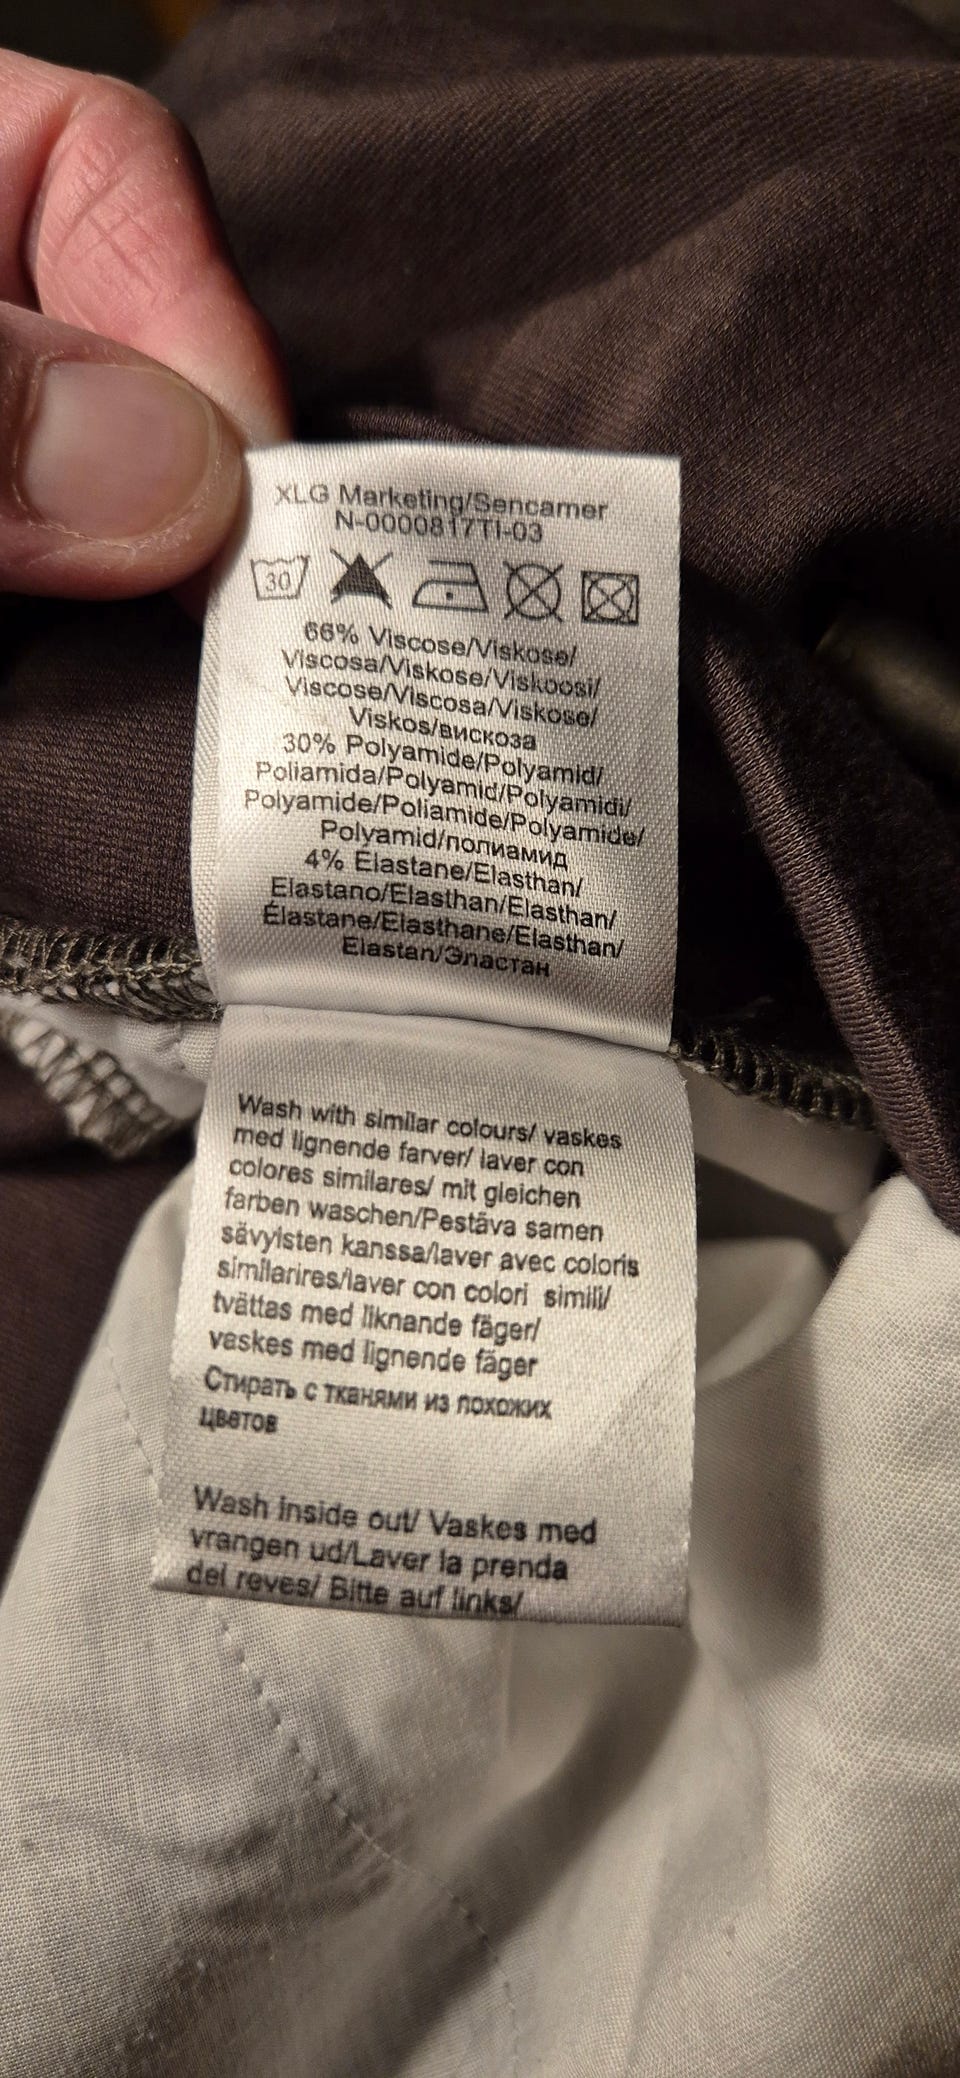 XLG Marketing/Sencamer
N-0000817TI-03
30
66% Viscose/Viskose/
Viscosa/Viskose/Viskoosi/
Viscose/Viscosa/Viskose/
Viskos/вискоза
30% Polyamide/Polyamid/
Poliamida/Polyamid/Polyamidi/
Polyamide/Poliamide/Polyamide/
Polyamid/полиамид
4% Elastane/Elasthan/
Elastano/Elasthan/Elasthan/
Élastane/Elasthane/Elasthan/
Elastan/Эластан
Wash with similar colours/ vaskes
med lignende farver/ laver con
colores similares/ mit gleichen
farben waschen/Pestäva samen
sävylsten kanssa/laver avec coloris
similarires/laver con colori simili/
tvättas med liknande fäger/
vaskes med lignende fäger
Стирать с тканями из похожих
цветов
Wash inside out/ Vaskes med
vrangen ud/Laver la prenda
del reves/ Bitte auf links/